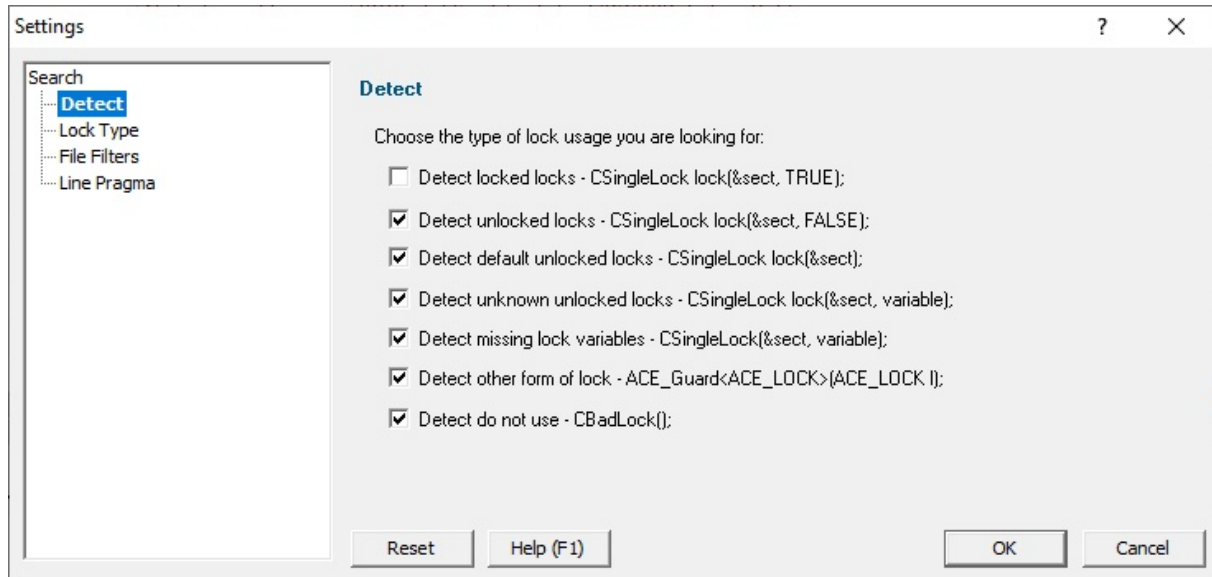 Settings
?
Search
Detect
Lock Type
File Filters
Line Pragma
Detect
Choose the type of lock usage you are looking for:
Detect locked locks - CSingleLock lock(&sect, TRUE);
Detect unlocked locks - CSingleLock lock(&sect, FALSE);
Detect default unlocked locks - CSingleLock lock(&sect);
Detect unknown unlocked locks - CSingleLock lock(&sect, variable);
Detect missing lock variables - CSingleLock(&sect, variable);
Detect other form of lock - ACE_Guard<ACE_LOCK>(ACE_LOCK l);
Detect do not use - CBadLock();
Reset
Help (F1)
OK
Cancel